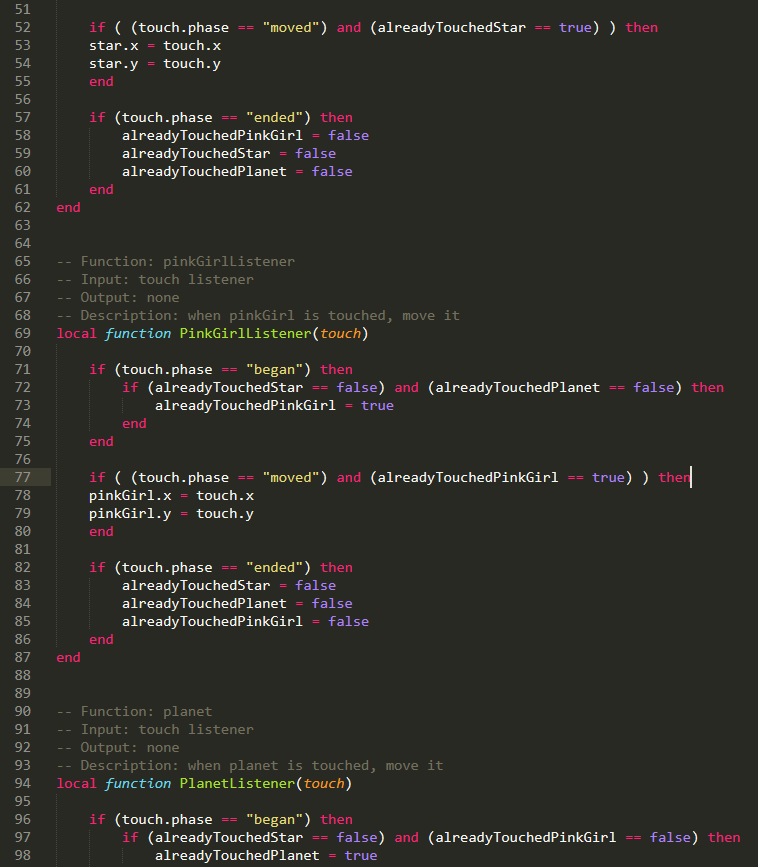 51
52 if ( (touch.phase == "moved") and (alreadyTouchedStar == true) ) then
53 star.x = touch.x
54 star.y = touch.y
55 end
56
57 if (touch.phase == "ended") then
58 alreadyTouchedPinkGirl = false
59 alreadyTouchedStar = false
60 alreadyTouchedPlanet = false
61 end
62 end
63
64
65 -- Function: pinkGirlListener
66 -- Input: touch listener
67 -- Output: none
68 -- Description: when pinkGirl is touched, move it
69 local function PinkGirlListener(touch)
70
71 if (touch.phase == "began") then
72 if (alreadyTouchedStar == false) and (alreadyTouchedPlanet == false) then
73 alreadyTouchedPinkGirl = true
74 end
75 end
76
77 if ( (touch.phase == "moved") and (alreadyTouchedPinkGirl == true) ) then
78 pinkGirl.x = touch.x
79 pinkGirl.y = touch.y
80 end
81
82 if (touch.phase == "ended") then
83 alreadyTouchedStar = false
84 alreadyTouchedPlanet = false
85 alreadyTouchedPinkGirl = false
86 end
87 end
88
89
90 -- Function: planet
91 -- Input: touch listener
92 -- Output: none
93 -- Description: when planet is touched, move it
94 local function PlanetListener(touch)
95
96 if (touch.phase == "began") then
97 if (alreadyTouchedStar == false) and (alreadyTouchedPinkGirl == false) then
98 alreadyTouchedPlanet = true